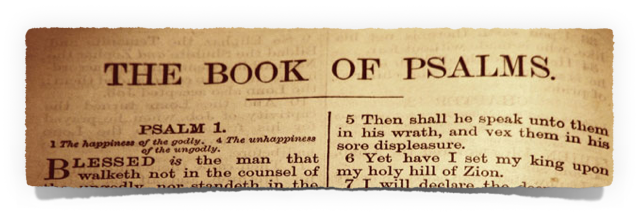 THE BOOK OF PSALMS.
PSALM 1.
1 The happiness of the godly. 4 The unhappiness
of the ungodly.
BLESSED is the man that
walketh not in the counsel of
the ungodly, nor standeth in the
5 Then shall he speak unto them
in his wrath, and vex them in his
sore displeasure.
6 Yet have I set my king upon
my holy hill of Zion.
7 I will declare the